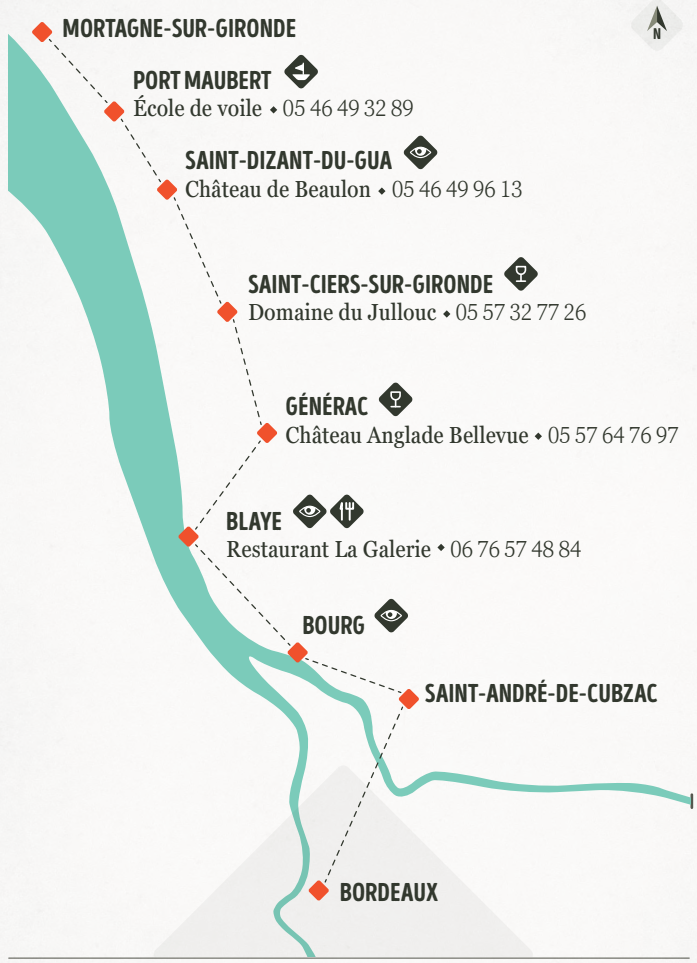 MORTAGNE-SUR-GIRONDE
N
PORT MAUBERT
École de voile • 05 46 49 32 89
SAINT-DIZANT-DU-GUA
Château de Beaulon • 05 46 49 96 13
SAINT-CIERS-SUR-GIRONDE
Domaine du Jullouc • 05 57 32 77 26
GÉNÉRAC
Château Anglade Bellevue • 05 57 64 76 97
BLAYE
Restaurant La Galerie • 06 76 57 48 84
BOURG
SAINT-ANDRÉ-DE-CUBZAC
BORDEAUX